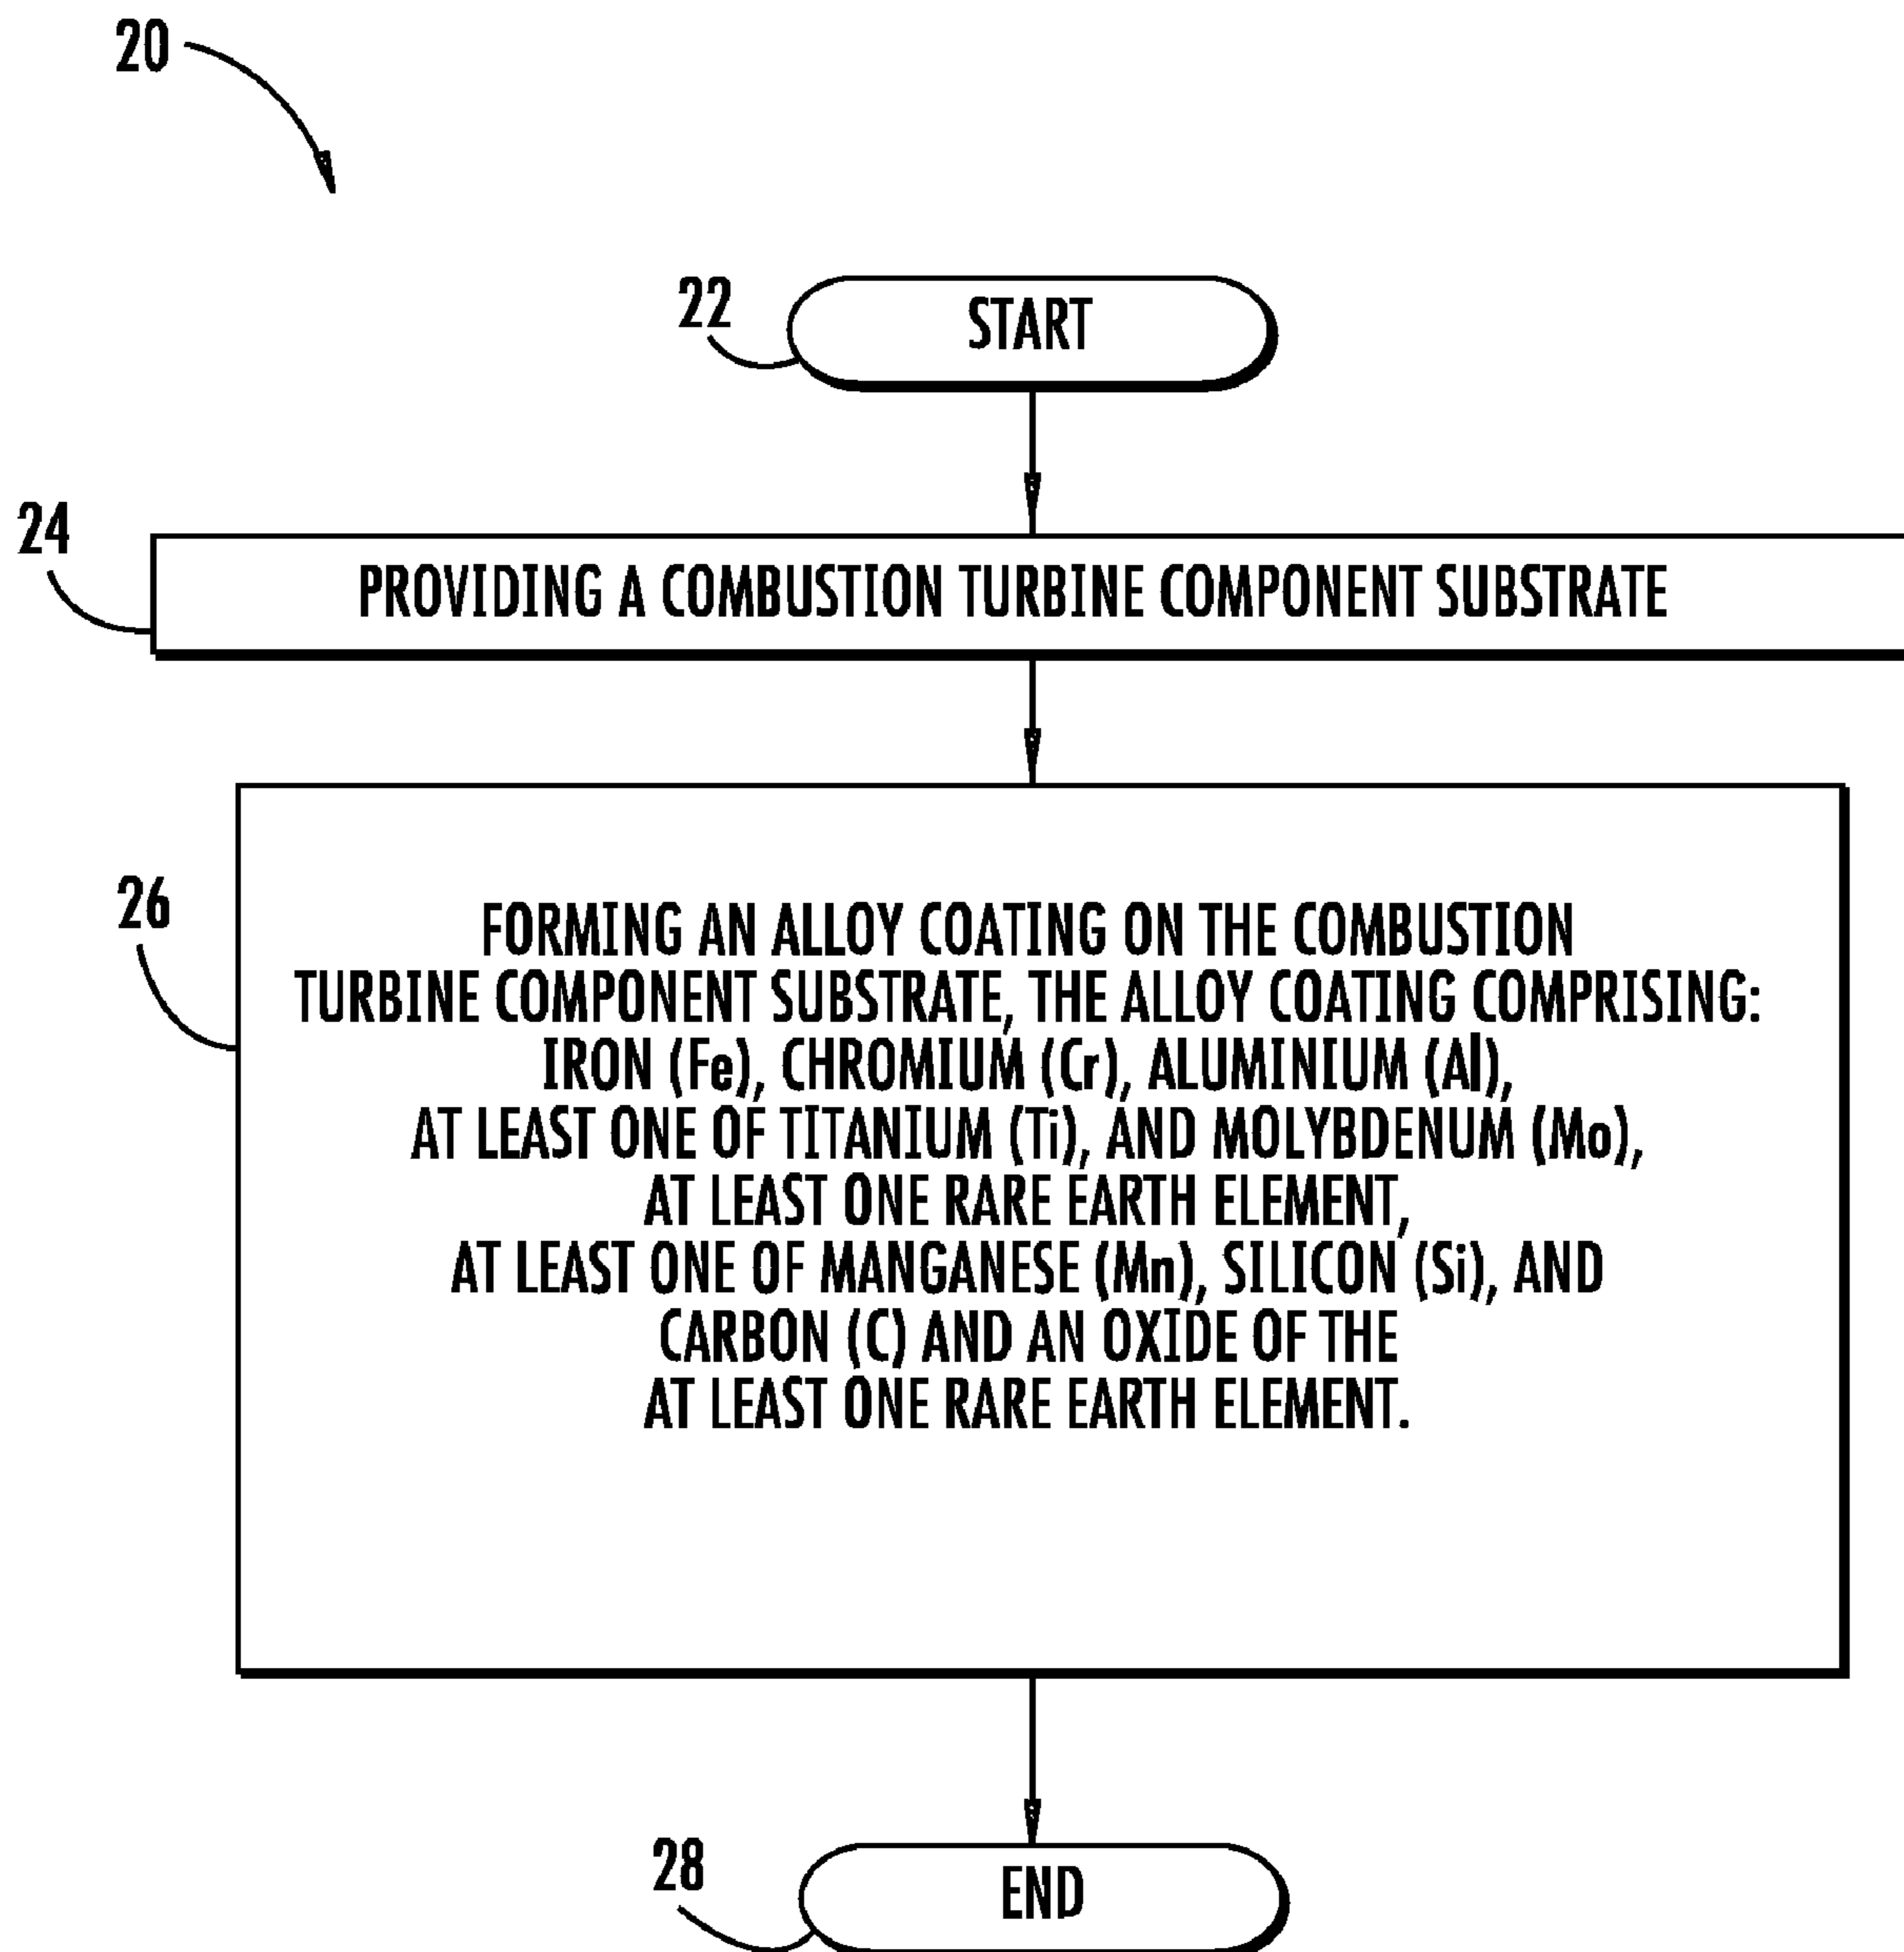 20
22
START
24
PROVIDING A COMBUSTION TURBINE COMPONENT SUBSTRATE
26
FORMING AN ALLOY COATING ON THE COMBUSTION
TURBINE COMPONENT SUBSTRATE, THE ALLOY COATING COMPRISING:
IRON (Fe), CHROMIUM (Cr), ALUMINIUM (Al),
AT LEAST ONE OF TITANIUM (Ti), AND MOLYBDENUM (Mo),
AT LEAST ONE RARE EARTH ELEMENT,
AT LEAST ONE OF MANGANESE (Mn), SILICON (Si), AND
CARBON (C) AND AN OXIDE OF THE
AT LEAST ONE RARE EARTH ELEMENT.
28
END